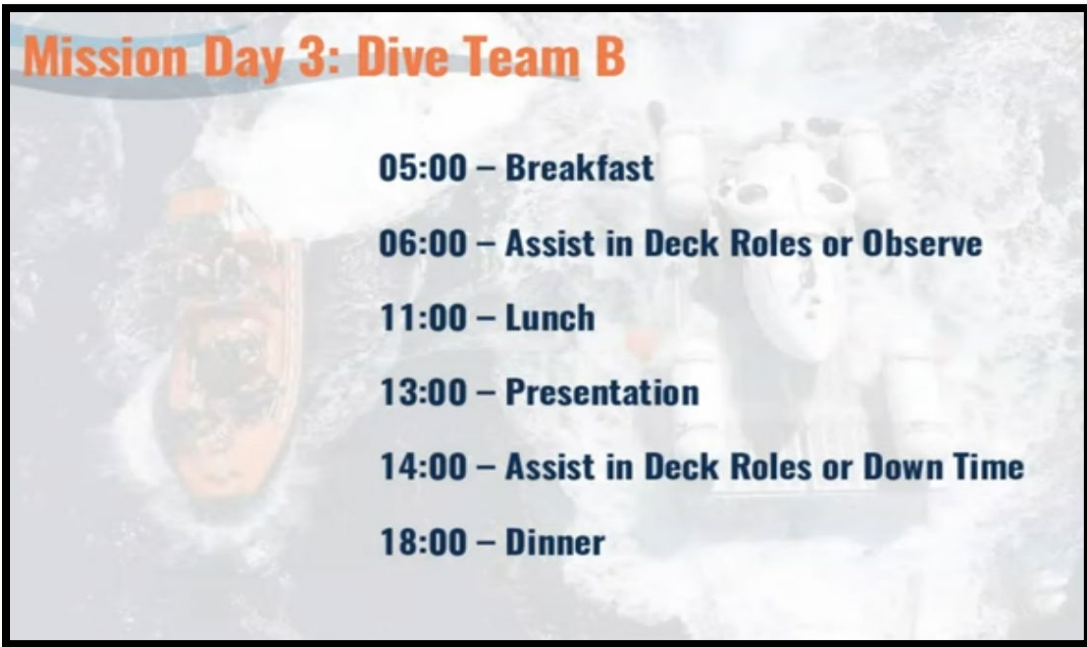 Mission Day 3: Dive Team B
05:00 – Breakfast
06:00 – Assist in Deck Roles or Observe
11:00 – Lunch
13:00 – Presentation
14:00 – Assist in Deck Roles or Down Time
18:00 – Dinner